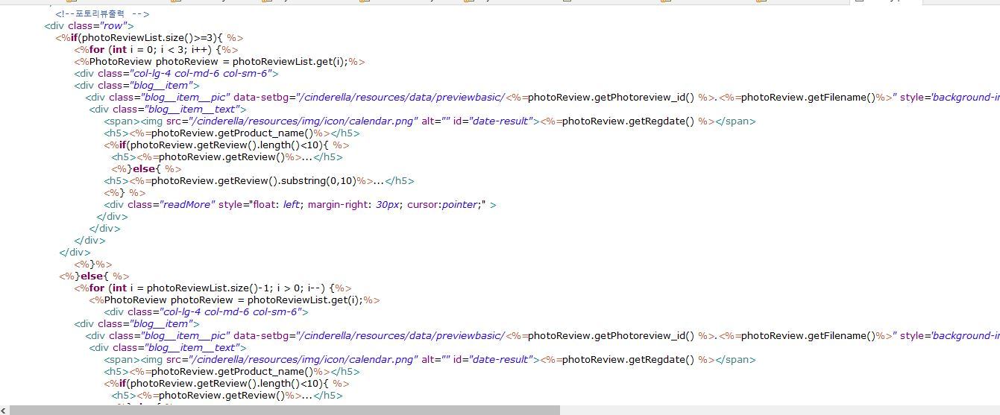 <!--포토리뷰출력 -->
<div class="row">
<%if(photoReviewList.size()>=3){ %>
<%for (int i = 0; i < 3; i++) {%>
<%PhotoReview photoReview = photoReviewList.get(i);%>
<div class="col-lg-4 col-md-6 col-sm-6">
<div class="blog__item">
<div class="blog__item__pic" data-setbg="/cinderella/resources/data/previewbasic/<%=photoReview.getPhotoreview_id() %>.<%=photoReview.getFilename()%>" style='background-in
<div class="blog__item__text">
<span><img src="/cinderella/resources/img/icon/calendar.png" alt="" id="date-result"><%=photoReview.getRegdate() %></span>
<h5><%=photoReview.getProduct_name()%></h5>
<%if(photoReview.getReview().length()<10){ %>
<h5><%=photoReview.getReview()%>...</h5>
<%}else{ %>
<h5><%=photoReview.getReview().substring(0,10)%>...</h5>
<%} %>
<div class="readMore" style="float: left; margin-right: 30px; cursor:pointer;" >
</div>
</div>
</div>
</div>
<%}%>
<%}else{ %>
<%for (int i = photoReviewList.size()-1; i > 0; i--) {%>
<%PhotoReview photoReview = photoReviewList.get(i);%>
<div class="col-lg-4 col-md-6 col-sm-6">
<div class="blog__item">
<div class="blog__item__pic" data-setbg="/cinderella/resources/data/previewbasic/<%=photoReview.getPhotoreview_id() %>.<%=photoReview.getFilename()%>" style='background-in
<div class="blog__item__text">
<span><img src="/cinderella/resources/img/icon/calendar.png" alt="" id="date-result"><%=photoReview.getRegdate() %></span>
<h5><%=photoReview.getProduct_name()%></h5>
<%if(photoReview.getReview().length()<10){ %>
<h5><%=photoReview.getReview()%>...</h5>